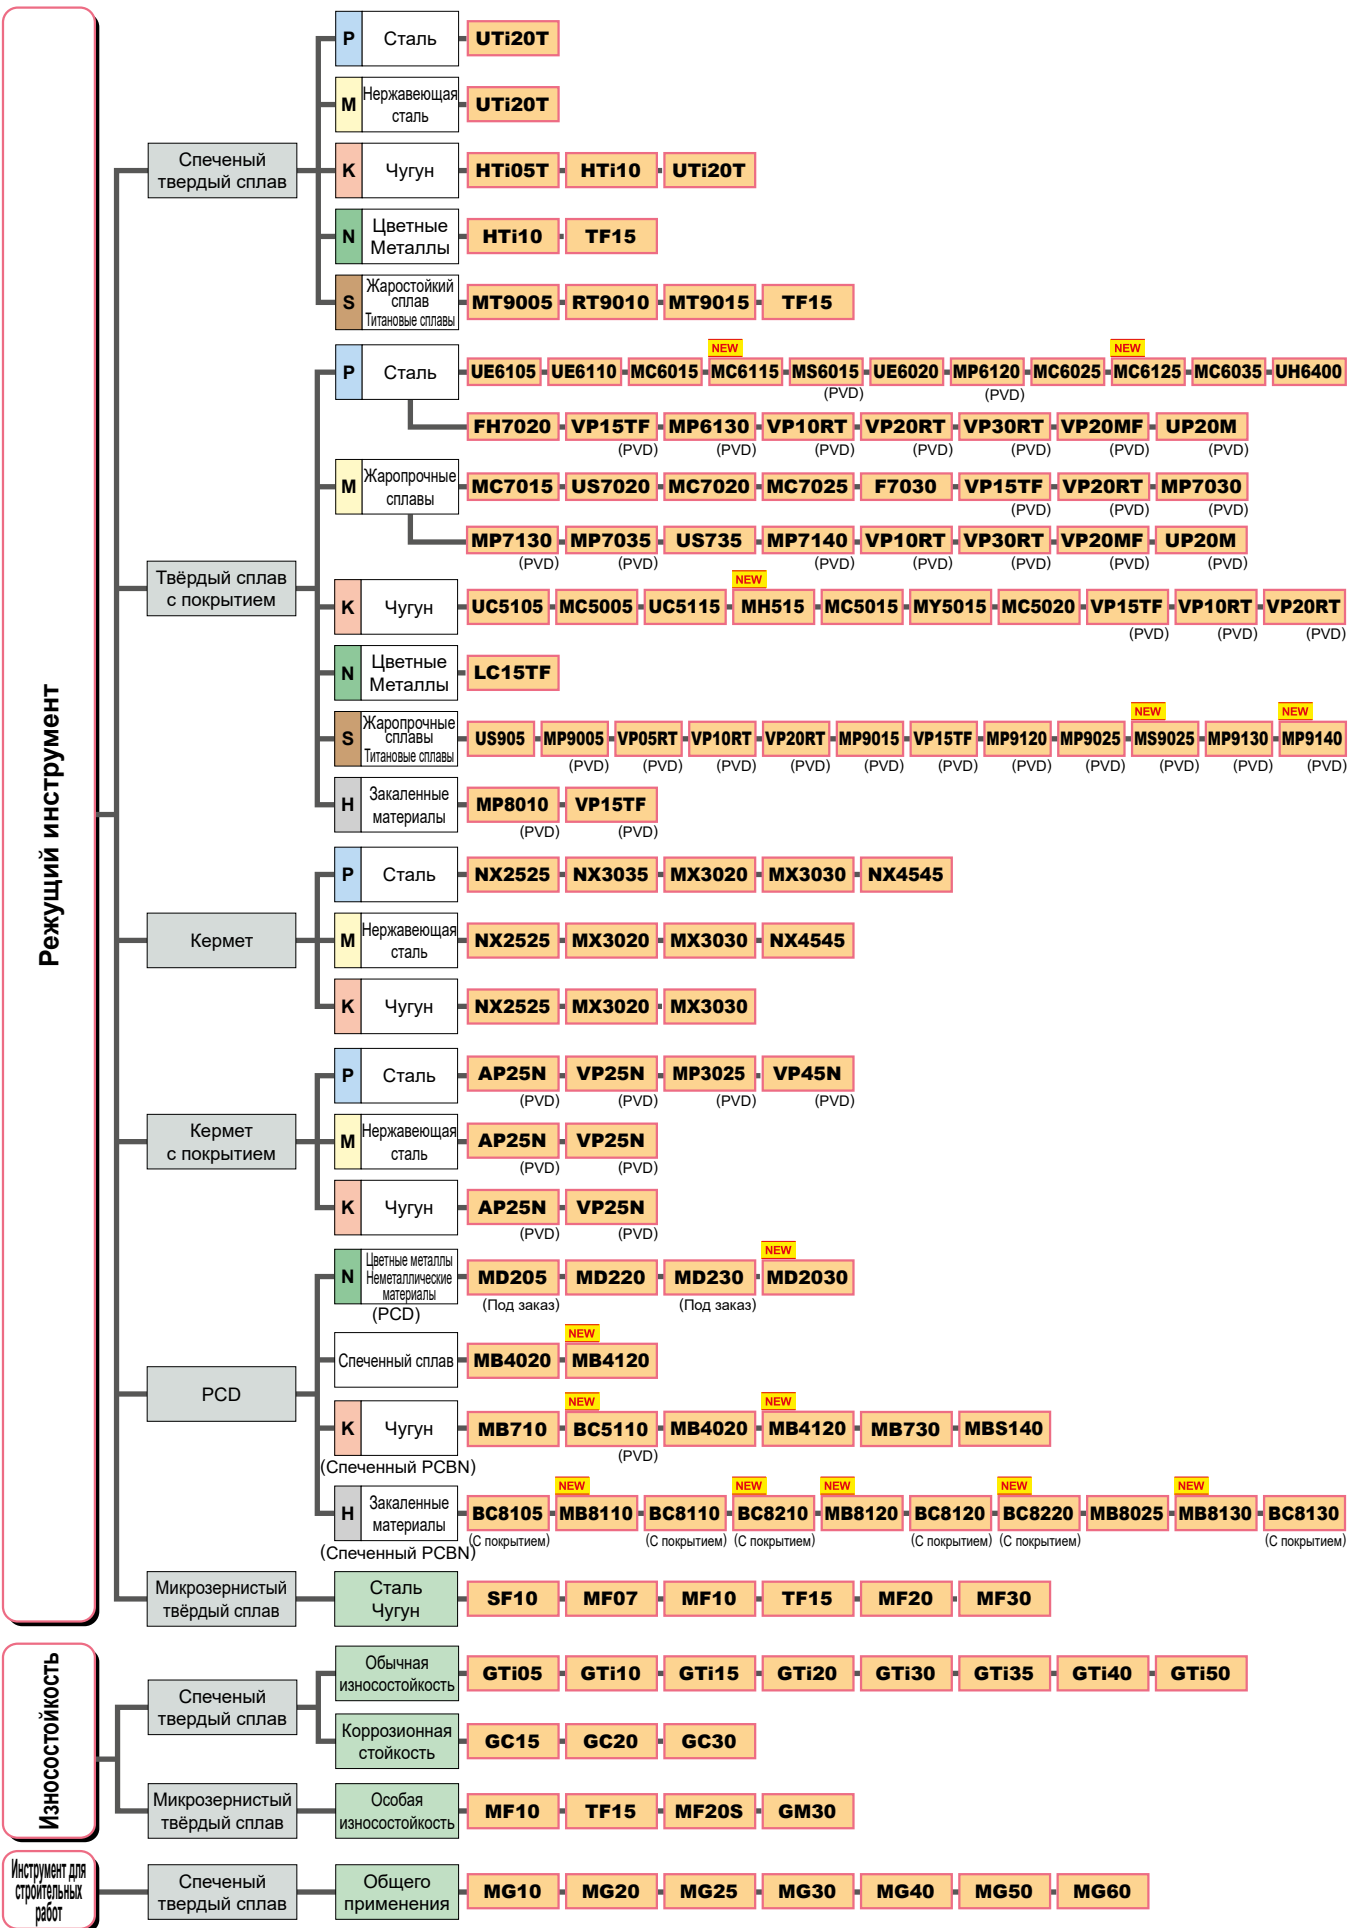 Режущий инструмент
Спеченый
твердый сплав
P Сталь UTi20T
M Нержавеющая
сталь UTi20T
K Чугун HTi05T HTi10 UTi20T
N Цветные
Металлы HTi10 TF15
S Жаростойкий
сплав
Титановые сплавы MT9005 RT9010 MT9015 TF15
Твёрдый сплав
с покрытием
NEW NEW
P Сталь UE6105 UE6110 MC6015 MC6115 MS6015 UE6020 MP6120 MC6025 MC6125 MC6035 UH6400
(PVD) (PVD)
FH7020 VP15TF MP6130 VP10RT VP20RT VP30RT VP20MF UP20M
(PVD) (PVD) (PVD) (PVD) (PVD) (PVD) (PVD)
M Жаропрочные
сплавы MC7015 US7020 MC7020 MC7025 F7030 VP15TF VP20RT MP7030
(PVD) (PVD) (PVD)
MP7130 MP7035 US735 MP7140 VP10RT VP30RT VP20MF UP20M
(PVD) (PVD) (PVD) (PVD) (PVD) (PVD) (PVD)
NEW
K Чугун UC5105 MC5005 UC5115 MH515 MC5015 MY5015 MC5020 VP15TF VP10RT VP20RT
(PVD) (PVD) (PVD)
N Цветные
Металлы LC15TF
NEW NEW
S Жаропрочные
сплавы
Титановые сплавы US905 MP9005 VP05RT VP10RT VP20RT MP9015 VP15TF MP9120 MP9025 MS9025 MP9130 MP9140
(PVD) (PVD) (PVD) (PVD) (PVD) (PVD) (PVD) (PVD) (PVD) (PVD) (PVD)
H Закаленные
материалы MP8010 VP15TF
(PVD) (PVD)
Кермет
P Сталь NX2525 NX3035 MX3020 MX3030 NX4545
M Нержавеющая
сталь NX2525 MX3020 MX3030 NX4545
K Чугун NX2525 MX3020 MX3030
Кермет
с покрытием
P Сталь AP25N VP25N MP3025 VP45N
(PVD) (PVD) (PVD) (PVD)
M Нержавеющая
сталь AP25N VP25N
(PVD) (PVD)
K Чугун AP25N VP25N
(PVD) (PVD)
PCD
NEW
N Цветные металлы
Неметаллические
материалы MD205 MD220 MD230 MD2030
(PCD) (Под заказ) (Под заказ)
NEW
Спеченный сплав MB4020 MB4120
NEW NEW
K Чугун MB710 BC5110 MB4020 MB4120 MB730 MBS140
(Спеченный PCBN) (PVD)
NEW NEW NEW NEW NEW
H Закаленные
материалы BC8105 MB8110 BC8110 BC8210 MB8120 BC8120 BC8220 MB8025 MB8130 BC8130
(Спеченный PCBN) (С покрытием) (С покрытием) (С покрытием) (С покрытием) (С покрытием) (С покрытием)
Микрозернистый
твёрдый сплав
Сталь
Чугун SF10 MF07 MF10 TF15 MF20 MF30
Износостойкость
Спеченый
твердый сплав
Обычная
износостойкость GTi05 GTi10 GTi15 GTi20 GTi30 GTi35 GTi40 GTi50
Коррозионная
стойкость GC15 GC20 GC30
Микрозернистый
твёрдый сплав
Особая
износостойкость MF10 TF15 MF20S GM30
Инструмент для
строительных
работ
Спеченый
твердый сплав
Общего
применения MG10 MG20 MG25 MG30 MG40 MG50 MG60